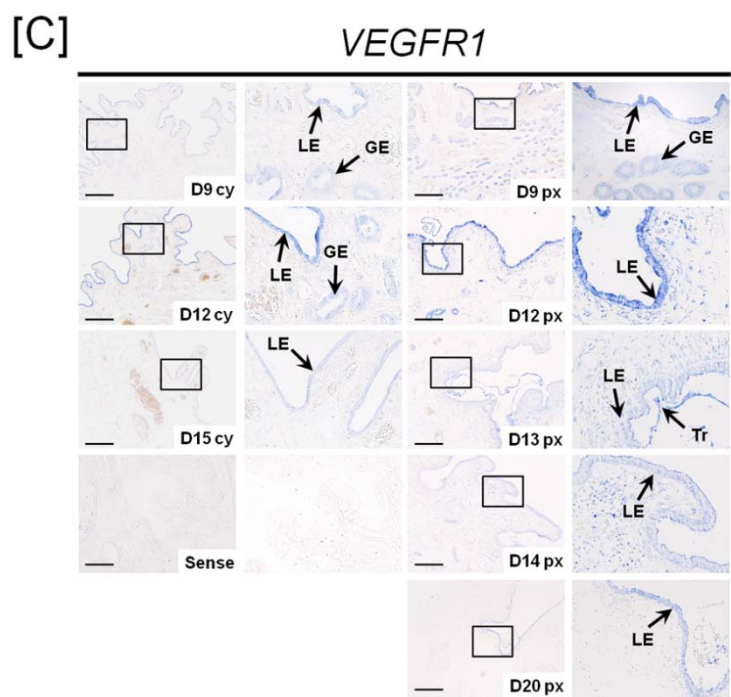 [C]
VEGFR1
LE
GE
D9 cy
LE
GE
D9 px
LE
GE
D12 cy
LE
D12 px
LE
D15 cy
LE
Tr
D13 px
Sense
LE
D14 px
LE
D20 px